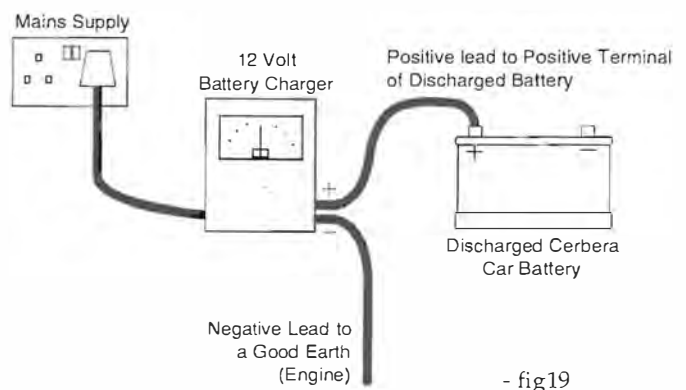 Mains Supply
12 Volt
Battery Charger
Positive lead to Positive Terminal
of Discharged Battery
+
−
+
−
Discharged Cerbera
Car Battery
Negative Lead to
a Good Earth
(Engine)
- fig19